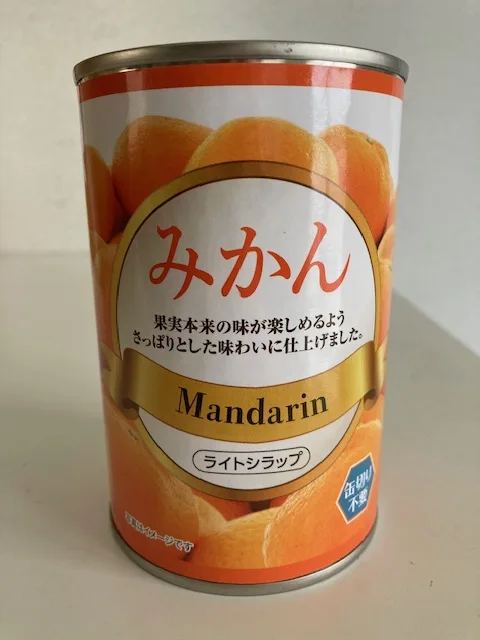 みかん
果実本来の味が楽しめるよう
さっぱりとした味わいに仕上げました。
Mandarin
ライトシラップ
缶切り
不要
写真はイメージです